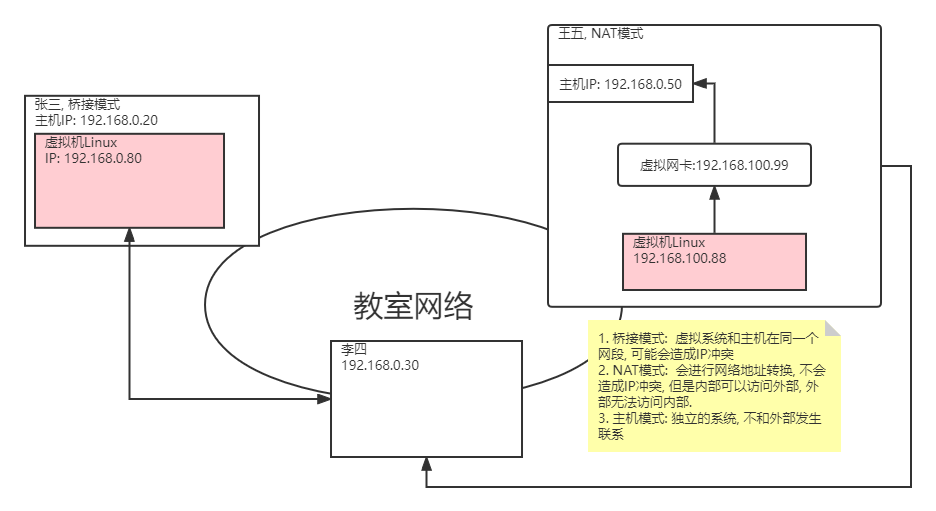 王五, NAT模式
主机IP: 192.168.0.50
张三, 桥接模式
主机IP: 192.168.0.20
虚拟机Linux
IP: 192.168.0.80
虚拟网卡:192.168.100.99
虚拟机Linux
192.168.100.88
教室网络
李四
192.168.0.30
1. 桥接模式: 虚拟系统和主机在同一个
网段, 可能会造成IP冲突
2. NAT模式: 会进行网络地址转换, 不会
造成IP冲突, 但是内部可以访问外部, 外
部无法访问内部.
3. 主机模式: 独立的系统, 不和外部发生
联系